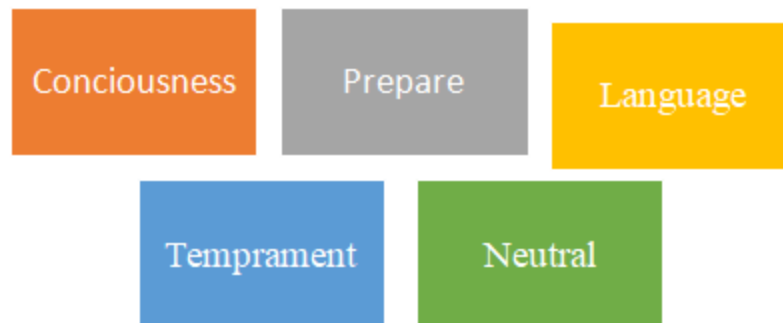 Conciousness
Prepare
Language
Temprament
Neutral